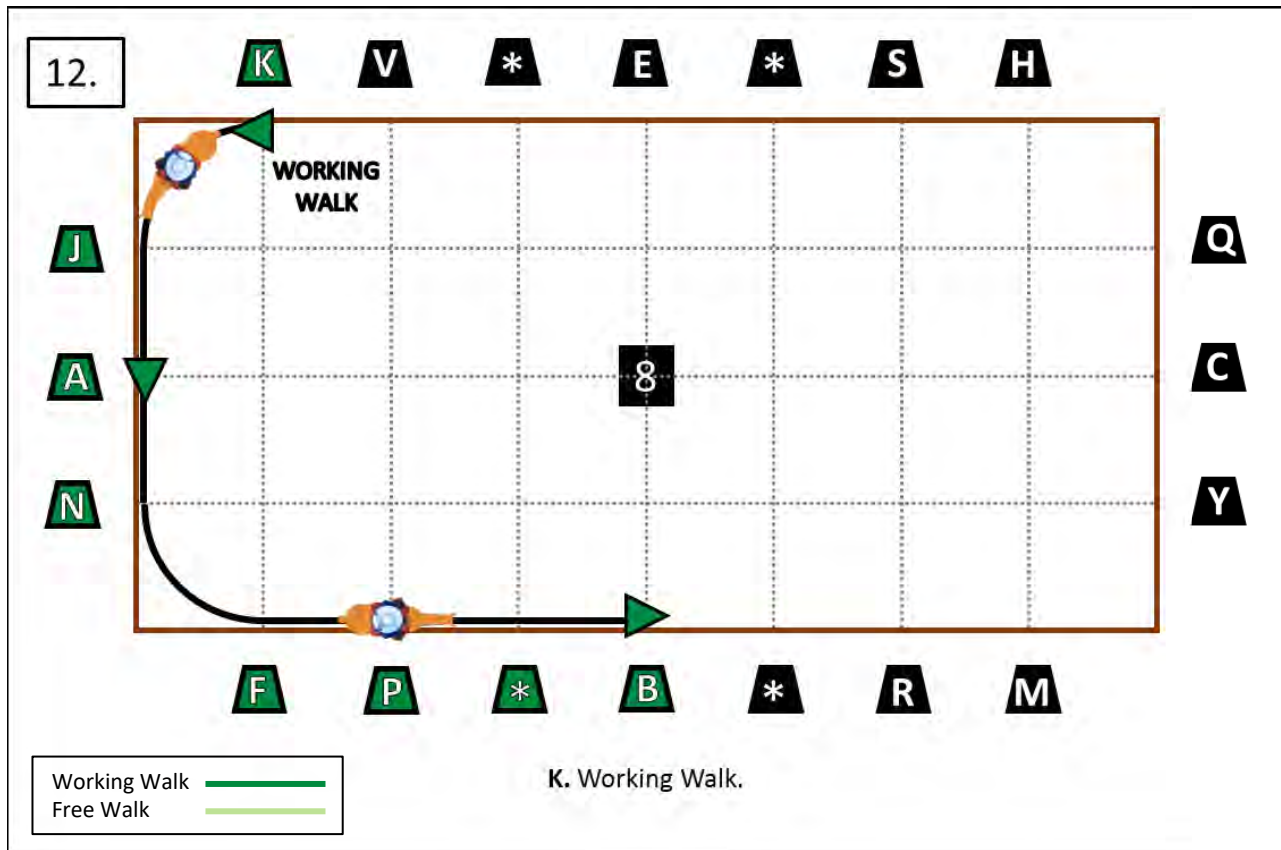 12.
K V * E * S H
WORKING
WALK
J Q
A 8 C
N Y
F P * B * R M
Working Walk
Free Walk
K. Working Walk.